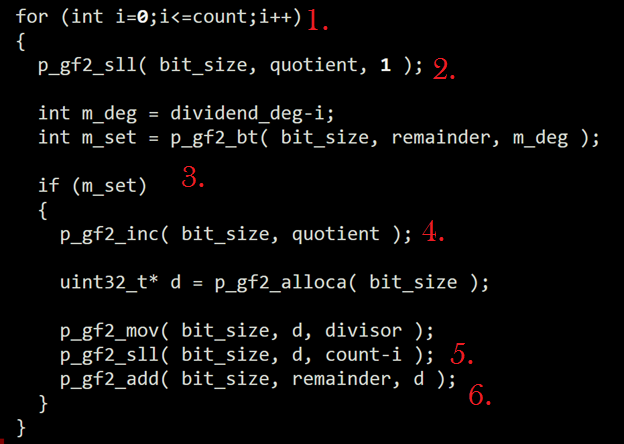 for (int i=0;i<=count;i++) 1.
{
p_gf2_sll( bit_size, quotient, 1 ); 2.
int m_deg = dividend_deg-i;
int m_set = p_gf2_bt( bit_size, remainder, m_deg );
if (m_set) 3.
{
p_gf2_inc( bit_size, quotient ); 4.
uint32_t* d = p_gf2_alloca( bit_size );
p_gf2_mov( bit_size, d, divisor );
p_gf2_sll( bit_size, d, count-i ); 5.
p_gf2_add( bit_size, remainder, d ); 6.
}
}